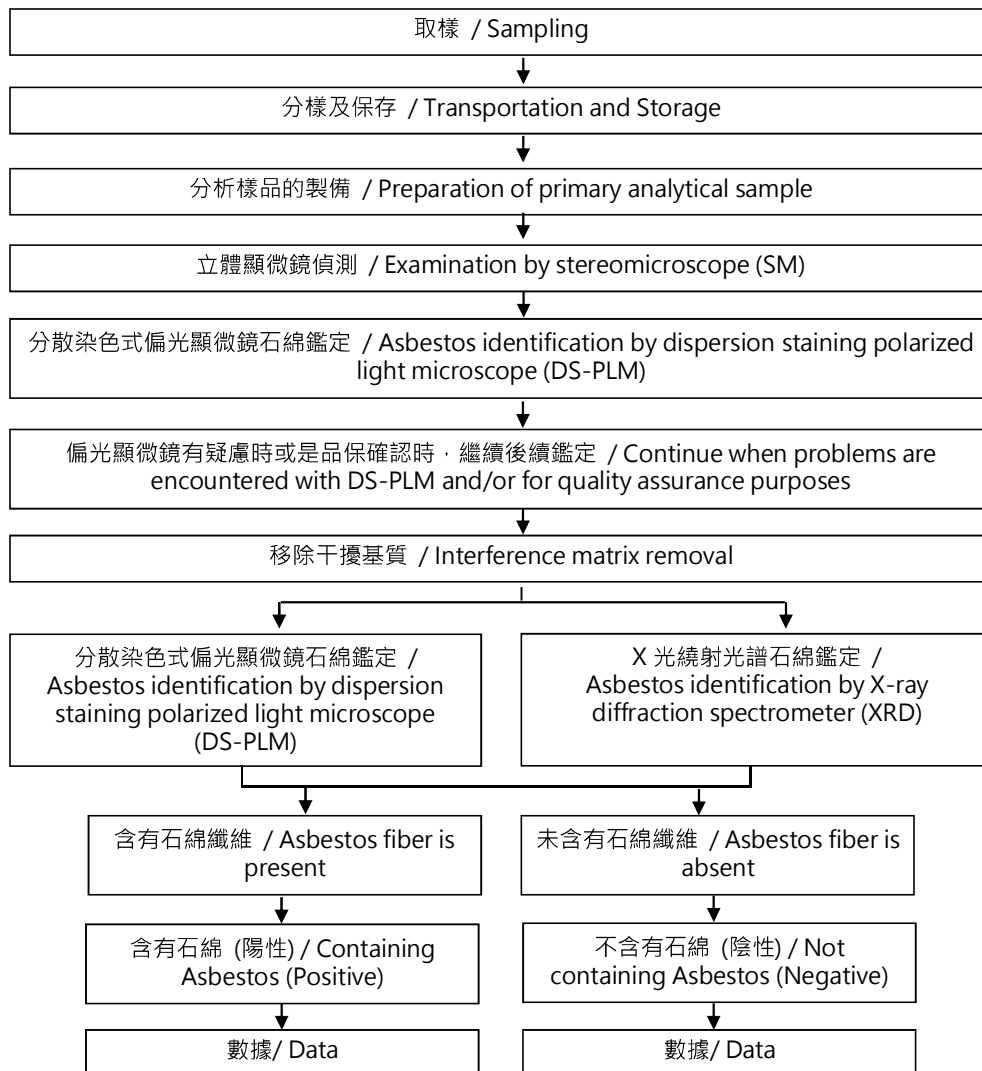 取樣 / Sampling
分樣及保存 / Transportation and Storage
分析樣品的製備 / Preparation of primary analytical sample
立體顯微鏡偵測 / Examination by stereomicroscope (SM)
分散染色式偏光顯微鏡石綿鑑定 / Asbestos identification by dispersion staining polarized
light microscope (DS-PLM)
偏光顯微鏡有疑慮時或是品保確認時，繼續後續鑑定 / Continue when problems are
encountered with DS-PLM and/or for quality assurance purposes
移除干擾基質 / Interference matrix removal
分散染色式偏光顯微鏡石綿鑑定 /
Asbestos identification by dispersion
staining polarized light microscope
(DS-PLM)
X 光繞射光譜石綿鑑定 /
Asbestos identification by X-ray
diffraction spectrometer (XRD)
含有石綿纖維 / Asbestos fiber is
present
未含有石綿纖維 / Asbestos fiber is
absent
含有石綿 (陽性) / Containing
Asbestos (Positive)
不含有石綿 (陰性) / Not
containing Asbestos (Negative)
數據/ Data
數據/ Data